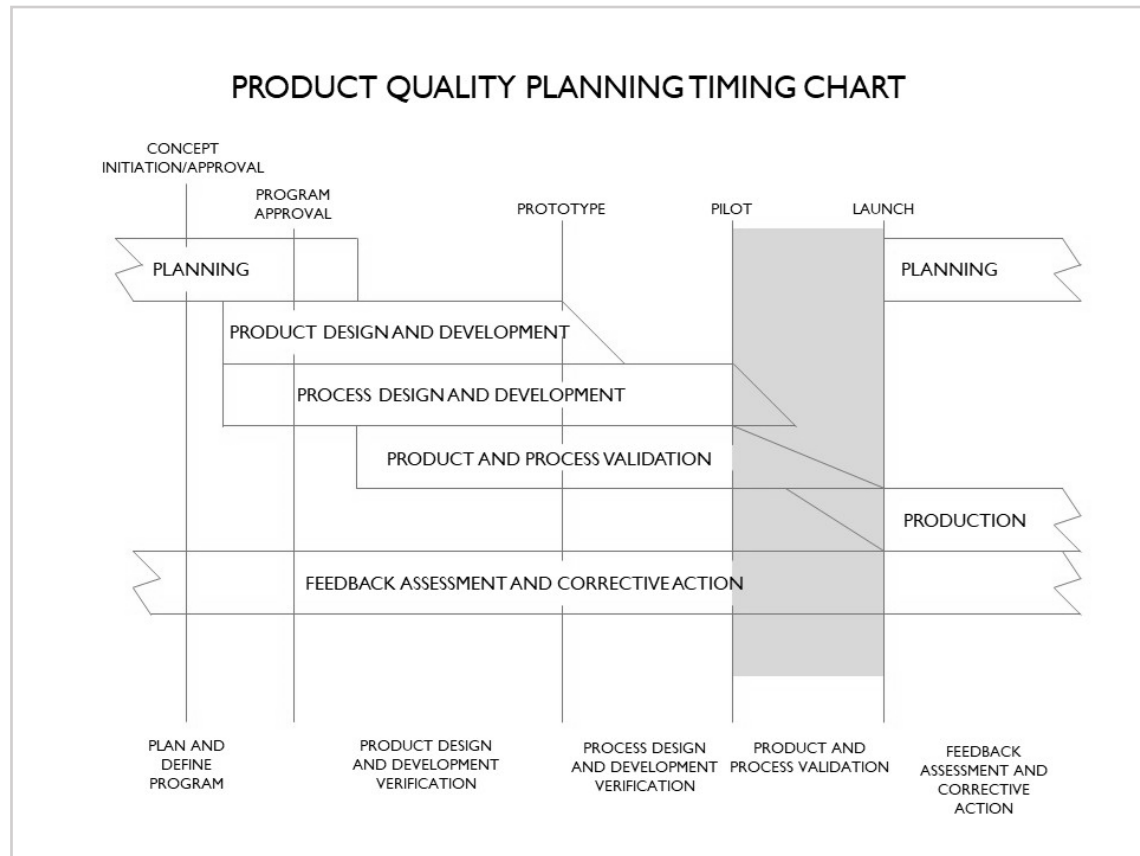 PRODUCT QUALITY PLANNING TIMING CHART
CONCEPT
INITIATION/APPROVAL
PROGRAM
APPROVAL
PROTOTYPE
PILOT
LAUNCH
PLANNING
PLANNING
PRODUCT DESIGN AND DEVELOPMENT
PROCESS DESIGN AND DEVELOPMENT
PRODUCT AND PROCESS VALIDATION
PRODUCTION
FEEDBACK ASSESSMENT AND CORRECTIVE ACTION
PLAN AND
DEFINE
PROGRAM
PRODUCT DESIGN
AND DEVELOPMENT
VERIFICATION
PROCESS DESIGN
AND DEVELOPMENT
VERIFICATION
PRODUCT AND
PROCESS VALIDATION
FEEDBACK
ASSESSMENT AND
CORRECTIVE
ACTION